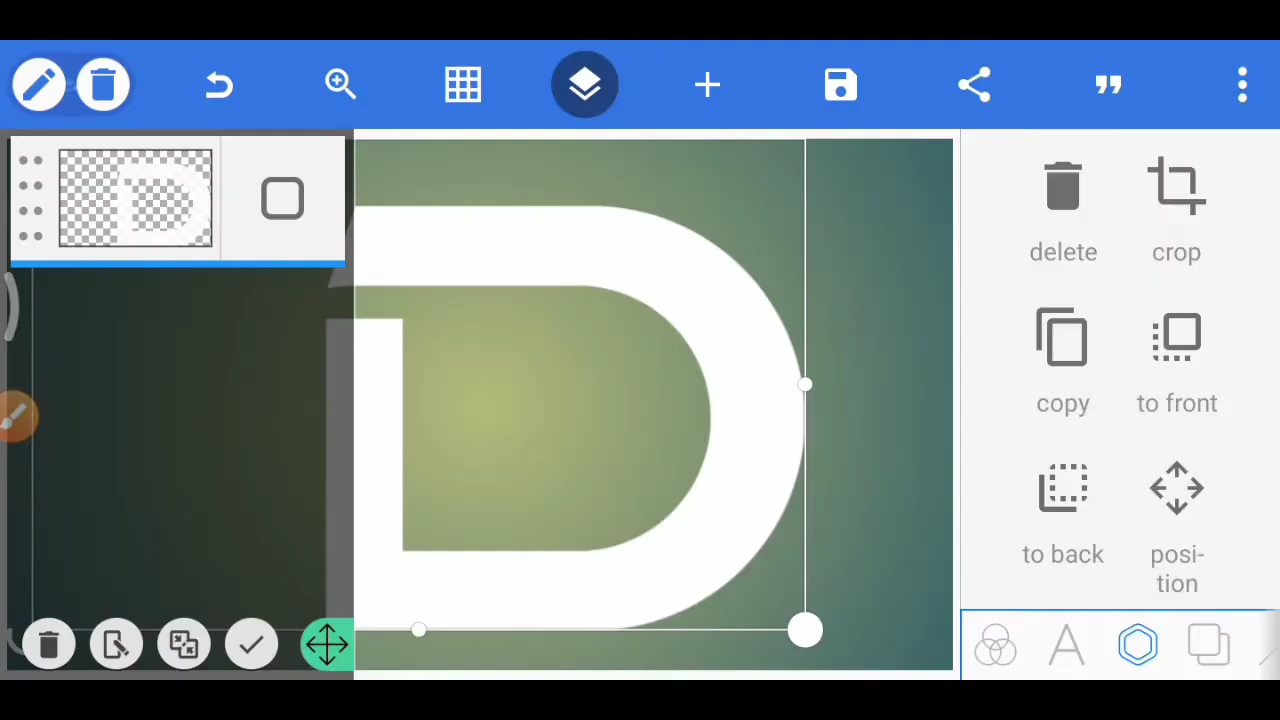 delete
crop
copy
to front
to back
posi-
tion